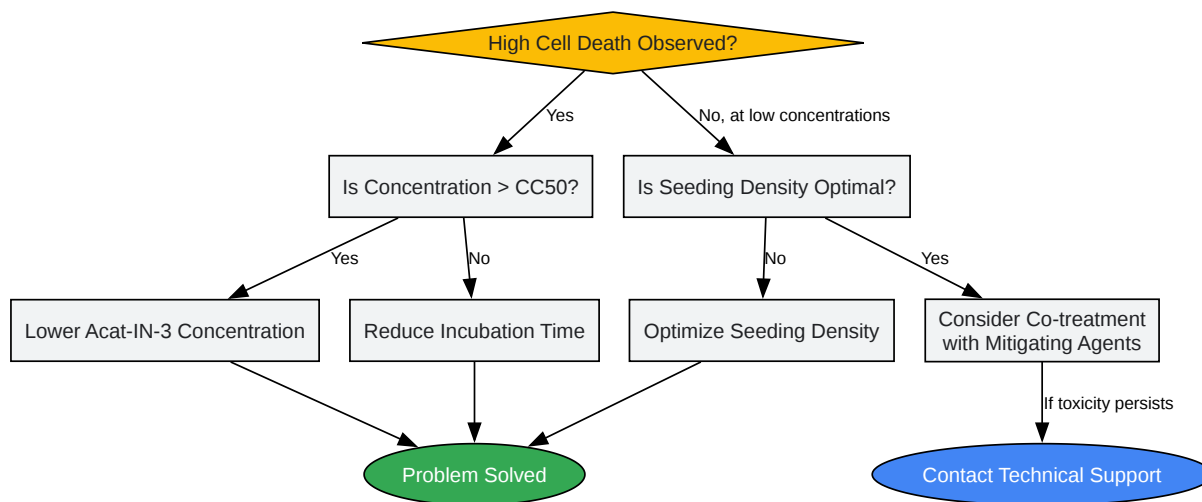 High Cell Death Observed?
Yes
No, at low concentrations
Is Concentration > CC50?
Is Seeding Density Optimal?
Yes
No
No
Yes
Lower Acat-IN-3 Concentration
Reduce Incubation Time
Optimize Seeding Density
Consider Co-treatment
with Mitigating Agents
If toxicity persists
Problem Solved
Contact Technical Support